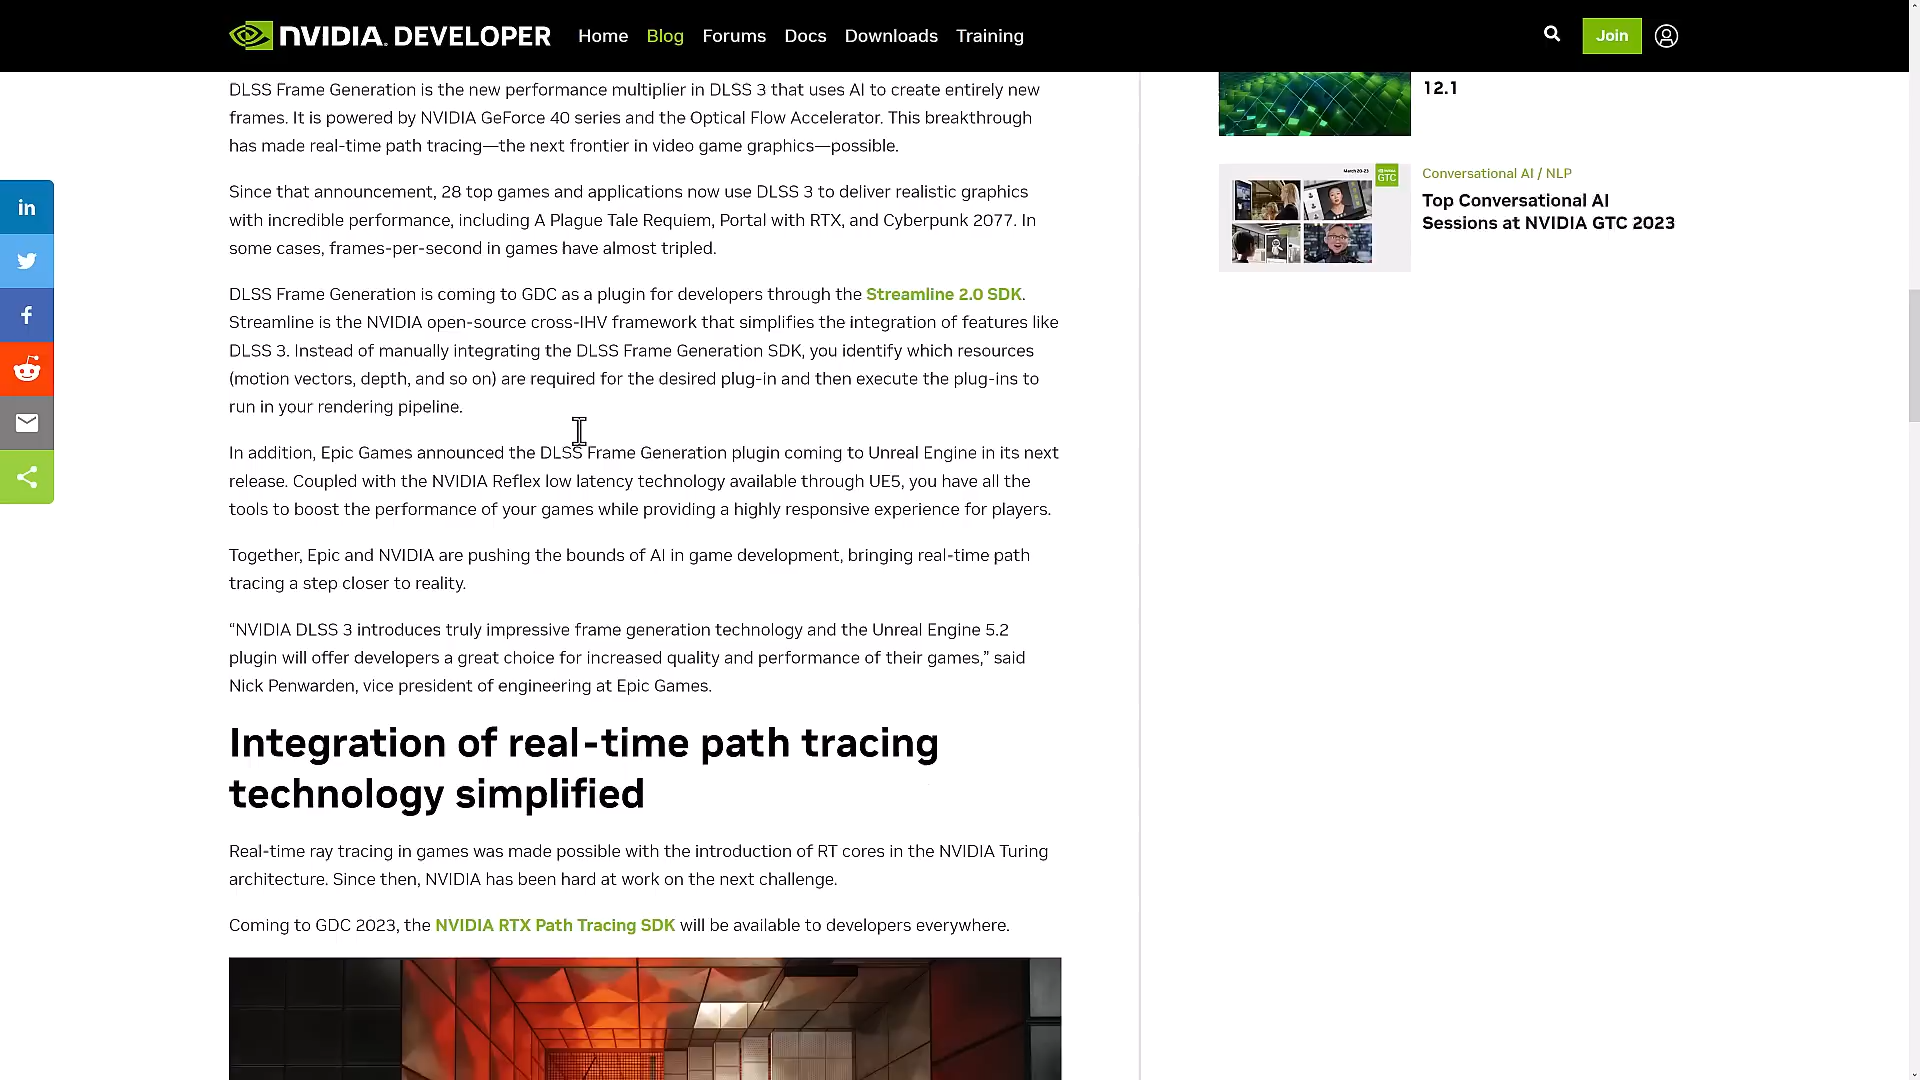 NVIDIA. DEVELOPER Home Blog Forums Docs Downloads Training Join
DLSS Frame Generation is the new performance multiplier in DLSS 3 that uses AI to create entirely new
frames. It is powered by NVIDIA GeForce 40 series and the Optical Flow Accelerator. This breakthrough
has made real-time path tracing—the next frontier in video game graphics—possible.
Since that announcement, 28 top games and applications now use DLSS 3 to deliver realistic graphics
with incredible performance, including A Plague Tale Requiem, Portal with RTX, and Cyberpunk 2077. In
some cases, frames-per-second in games have almost tripled.
DLSS Frame Generation is coming to GDC as a plugin for developers through the Streamline 2.0 SDK.
Streamline is the NVIDIA open-source cross-IHV framework that simplifies the integration of features like
DLSS 3. Instead of manually integrating the DLSS Frame Generation SDK, you identify which resources
(motion vectors, depth, and so on) are required for the desired plug-in and then execute the plug-ins to
run in your rendering pipeline.
In addition, Epic Games announced the DLSS Frame Generation plugin coming to Unreal Engine in its next
release. Coupled with the NVIDIA Reflex low latency technology available through UE5, you have all the
tools to boost the performance of your games while providing a highly responsive experience for players.
Together, Epic and NVIDIA are pushing the bounds of AI in game development, bringing real-time path
tracing a step closer to reality.
“NVIDIA DLSS 3 introduces truly impressive frame generation technology and the Unreal Engine 5.2
plugin will offer developers a great choice for increased quality and performance of their games,” said
Nick Penwarden, vice president of engineering at Epic Games.
Integration of real-time path tracing
technology simplified
Real-time ray tracing in games was made possible with the introduction of RT cores in the NVIDIA Turing
architecture. Since then, NVIDIA has been hard at work on the next challenge.
Coming to GDC 2023, the NVIDIA RTX Path Tracing SDK will be available to developers everywhere.
12.1
March 20-23
GTC
Conversational AI / NLP
Top Conversational AI
Sessions at NVIDIA GTC 2023
in
f